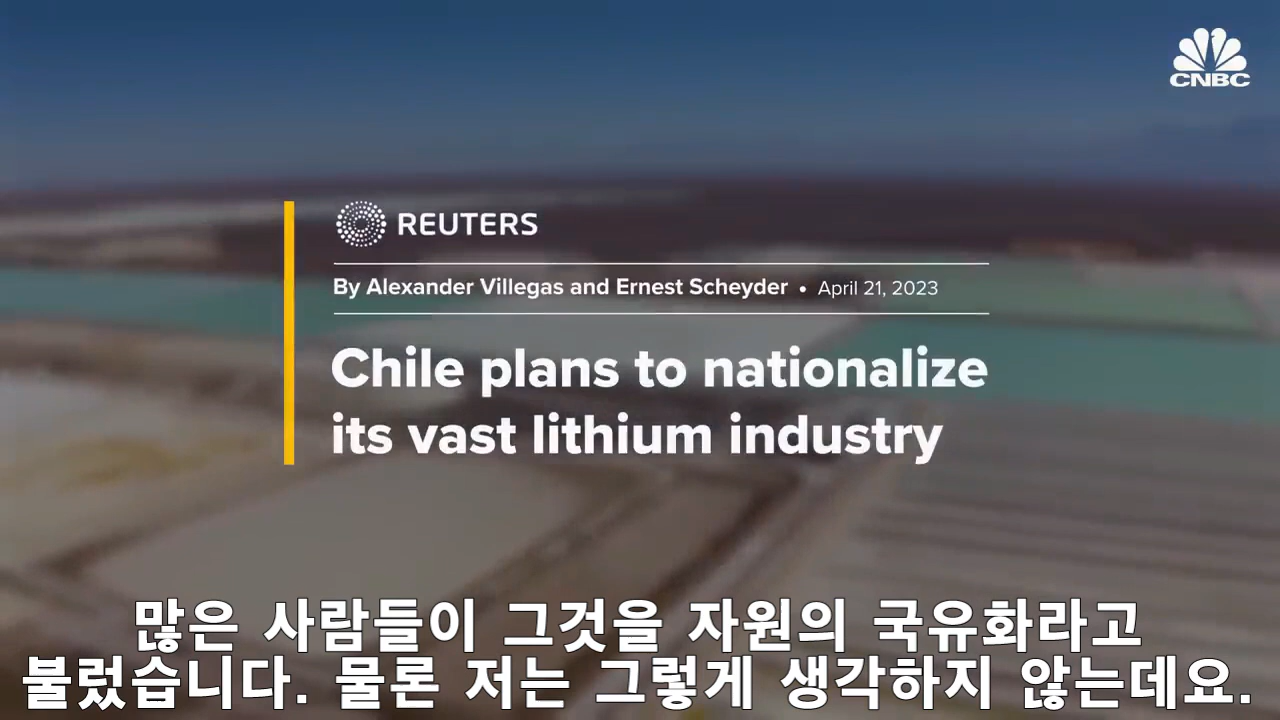 CNBC
REUTERS
By Alexander Villegas and Ernest Scheyder • April 21, 2023
Chile plans to nationalize
its vast lithium industry
많은 사람들이 그것을 자원의 국유화라고
불렀습니다. 물론 저는 그렇게 생각하지 않는데요.